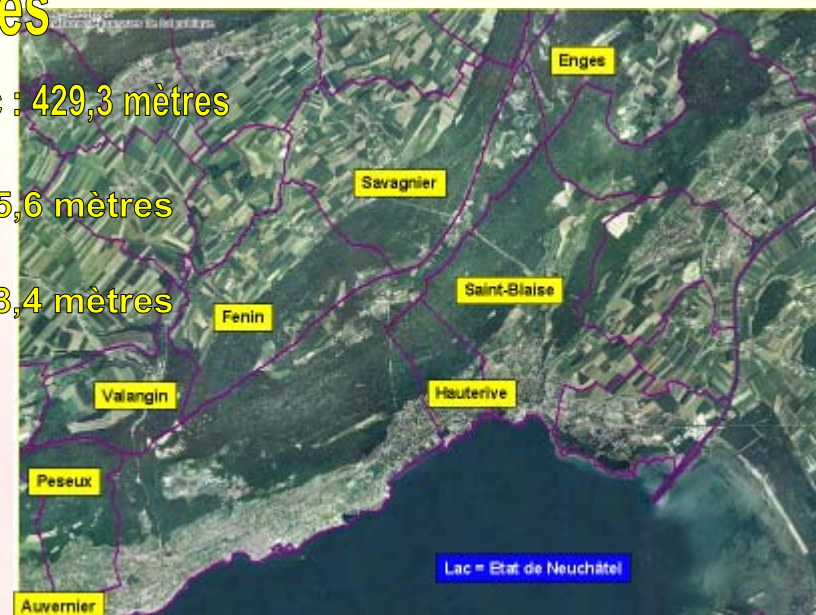 es
c : 429,3 mètres
5,6 mètres
3,4 mètres
Enges
Savagnier
Saint-Blaise
Fenin
Hauterive
Valangin
Peseux
Lac = Etat de Neuchâtel
Auvernier